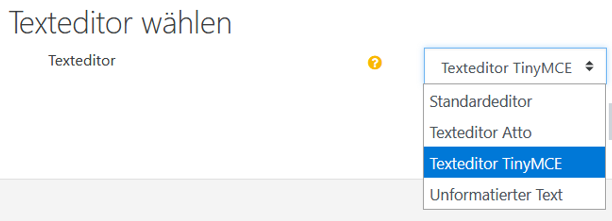 Texteditor wählen
Texteditor ? Texteditor TinyMCE
Standardeditor
Texteditor Atto
Texteditor TinyMCE
Unformatierter Text